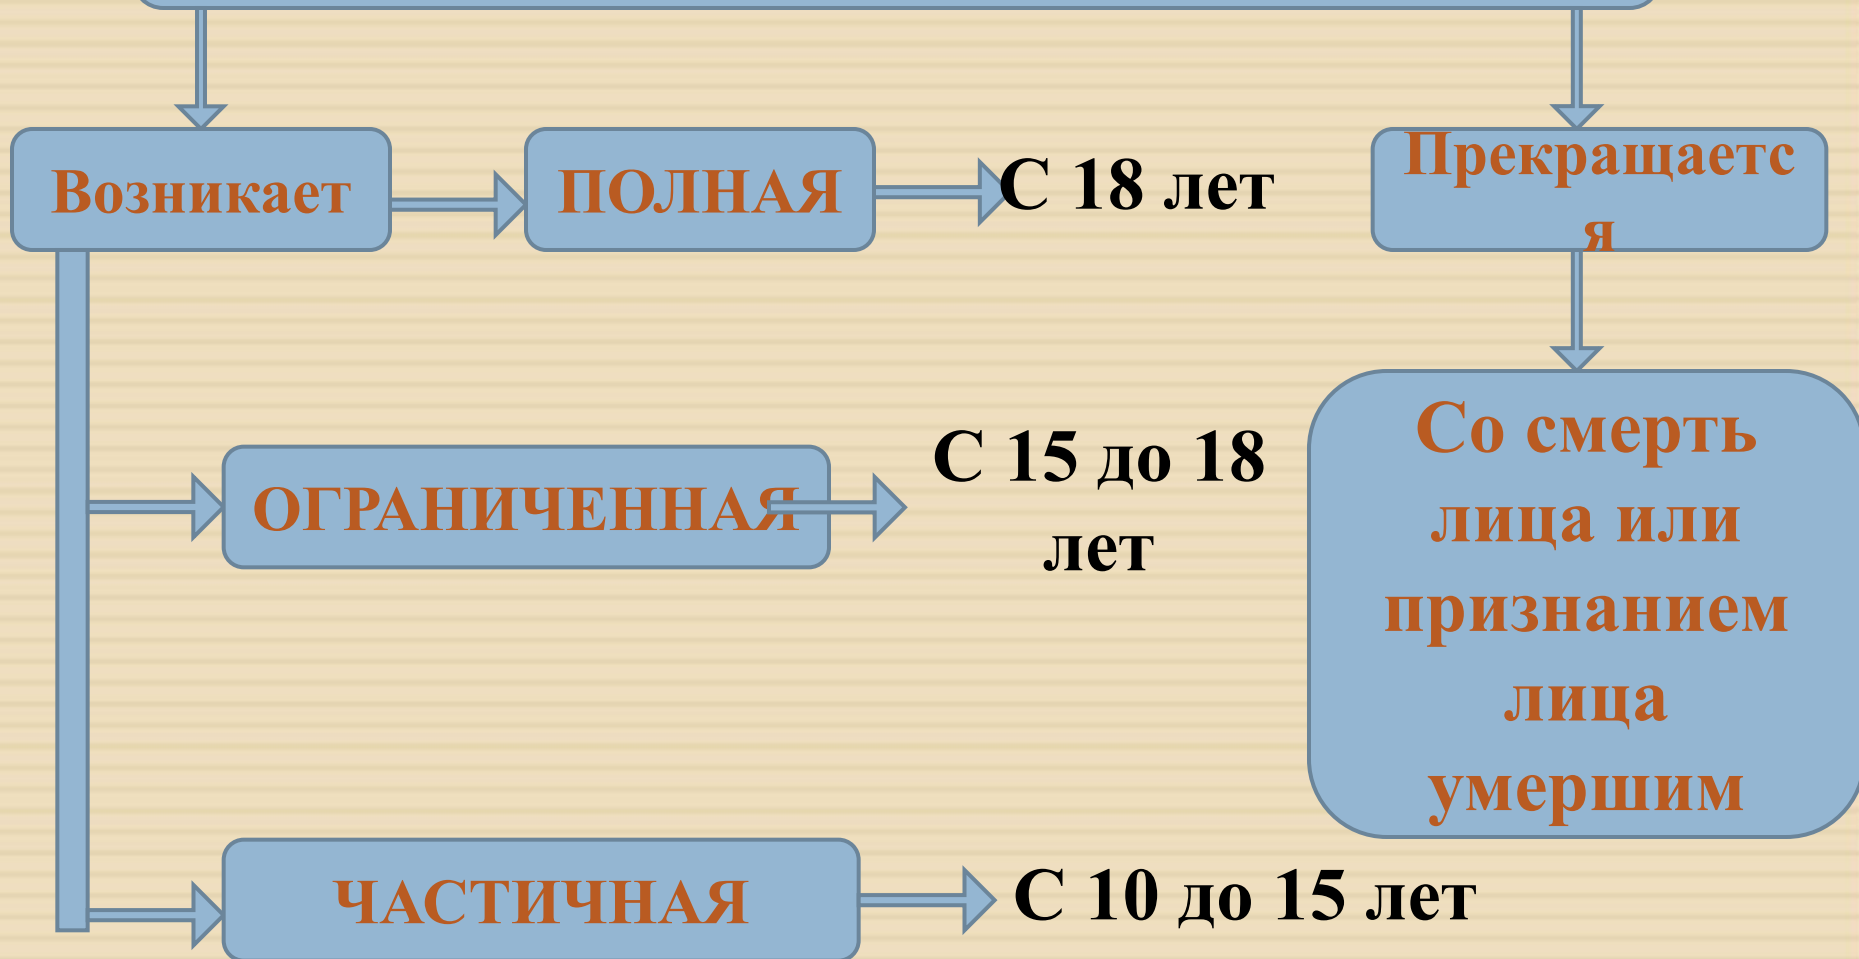 Возникает
ПОЛНАЯ
С 18 лет
Прекращаетс
я
ОГРАНИЧЕННАЯ
С 15 до 18
лет
Со смерть
лица или
признанием
лица
умершим
ЧАСТИЧНАЯ
С 10 до 15 лет